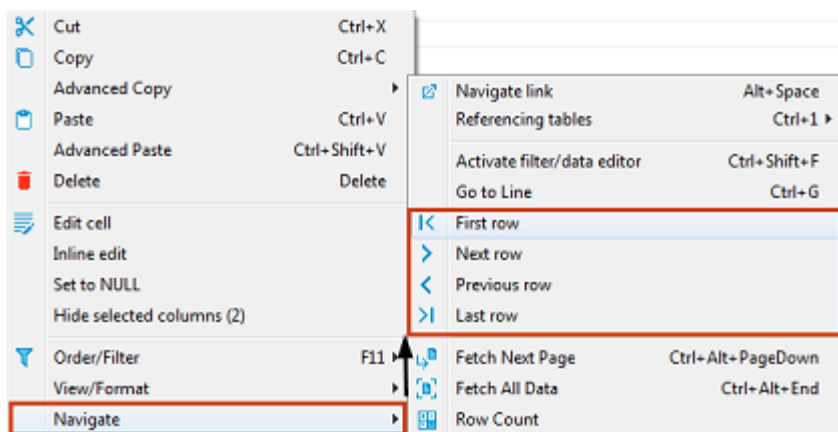 Cut Ctrl+X
Copy Ctrl+C
Advanced Copy
Paste Ctrl+V
Advanced Paste Ctrl+Shift+V
Delete Delete
Edit cell
Inline edit
Set to NULL
Hide selected columns (2)
Order/Filter F11
View/Format
Navigate
Navigate link Alt+Space
Referencing tables Ctrl+1
Activate filter/data editor Ctrl+Shift+F
Go to Line Ctrl+G
First row
Next row
Previous row
Last row
Fetch Next Page Ctrl+Alt+PageDown
Fetch All Data Ctrl+Alt+End
Row Count